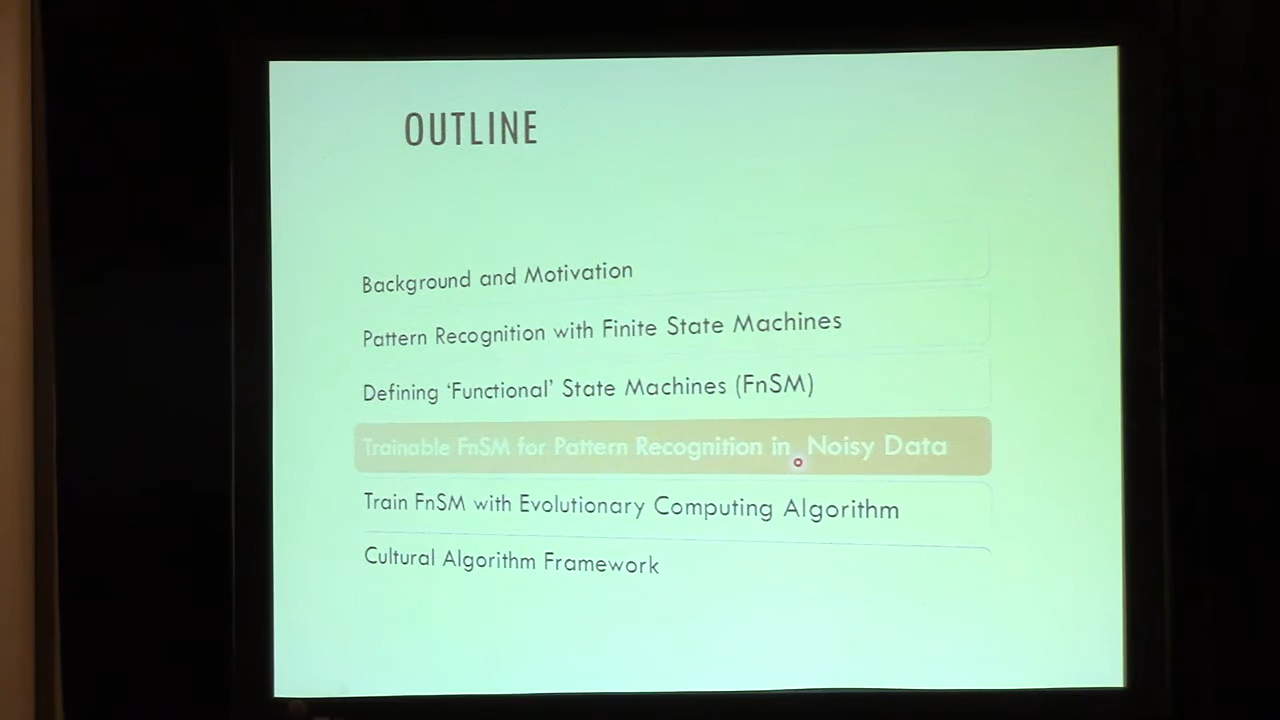 OUTLINE
Background and Motivation
Pattern Recognition with Finite State Machines
Defining ‘Functional’ State Machines (FnSM)
Trainable FnSM for Pattern Recognition in Noisy Data
Train FnSM with Evolutionary Computing Algorithm
Cultural Algorithm Framework